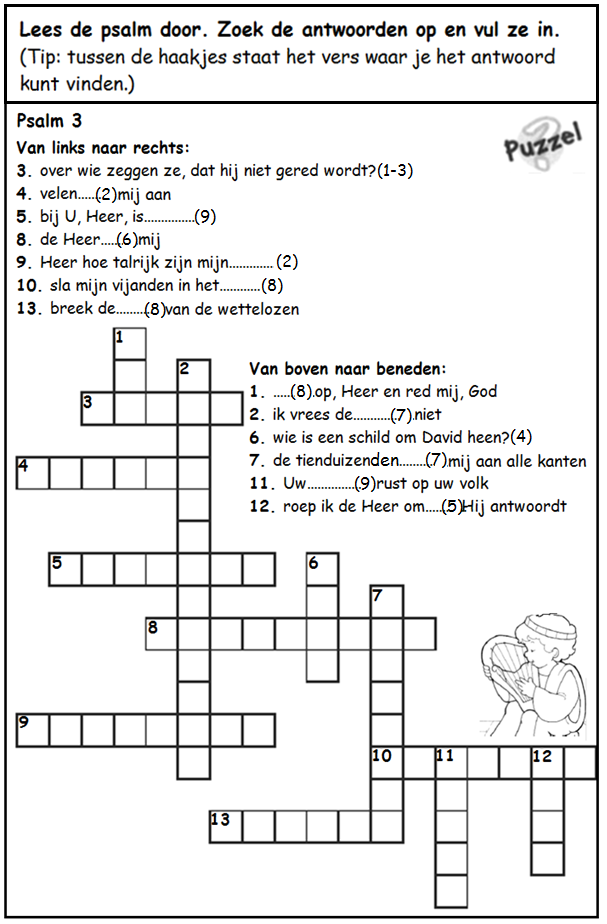 Lees de psalm door. Zoek de antwoorden op en vul ze in.
(Tip: tussen de haakjes staat het vers waar je het antwoord
kunt vinden.)
Psalm 3
Puzzel
Van links naar rechts:
3. over wie zeggen ze, dat hij niet gered wordt?(1-3)
4. velen.....(2)mij aan
5. bij U, Heer, is...............(9)
8. de Heer.....(6)mij
9. Heer hoe talrijk zijn mijn............. (2)
10. sla mijn vijanden in het............(8)
13. breek de.........(8)van de wettelozen
Van boven naar beneden:
1. .....(8).op, Heer en red mij, God
2. ik vrees de...........(7).niet
6. wie is een schild om David heen?(4)
7. de tienduizenden........(7)mij aan alle kanten
11. Uw..............(9)rust op uw volk
12. roep ik de Heer om.....(5)Hij antwoordt
1
2
3
4
5
6
7
8
9
10
11
12
13